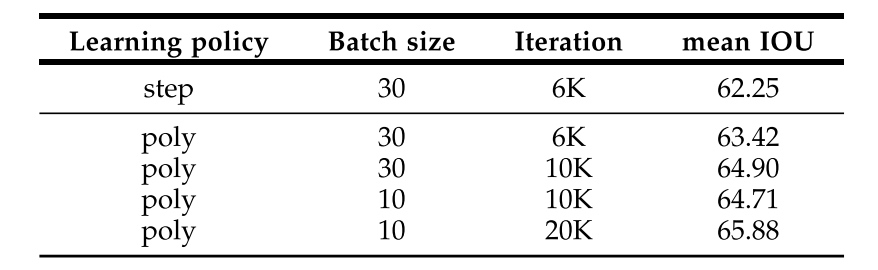 Learning policy Batch size Iteration mean IOU
step 30 6K 62.25
poly 30 6K 63.42
poly 30 10K 64.90
poly 10 10K 64.71
poly 10 20K 65.88